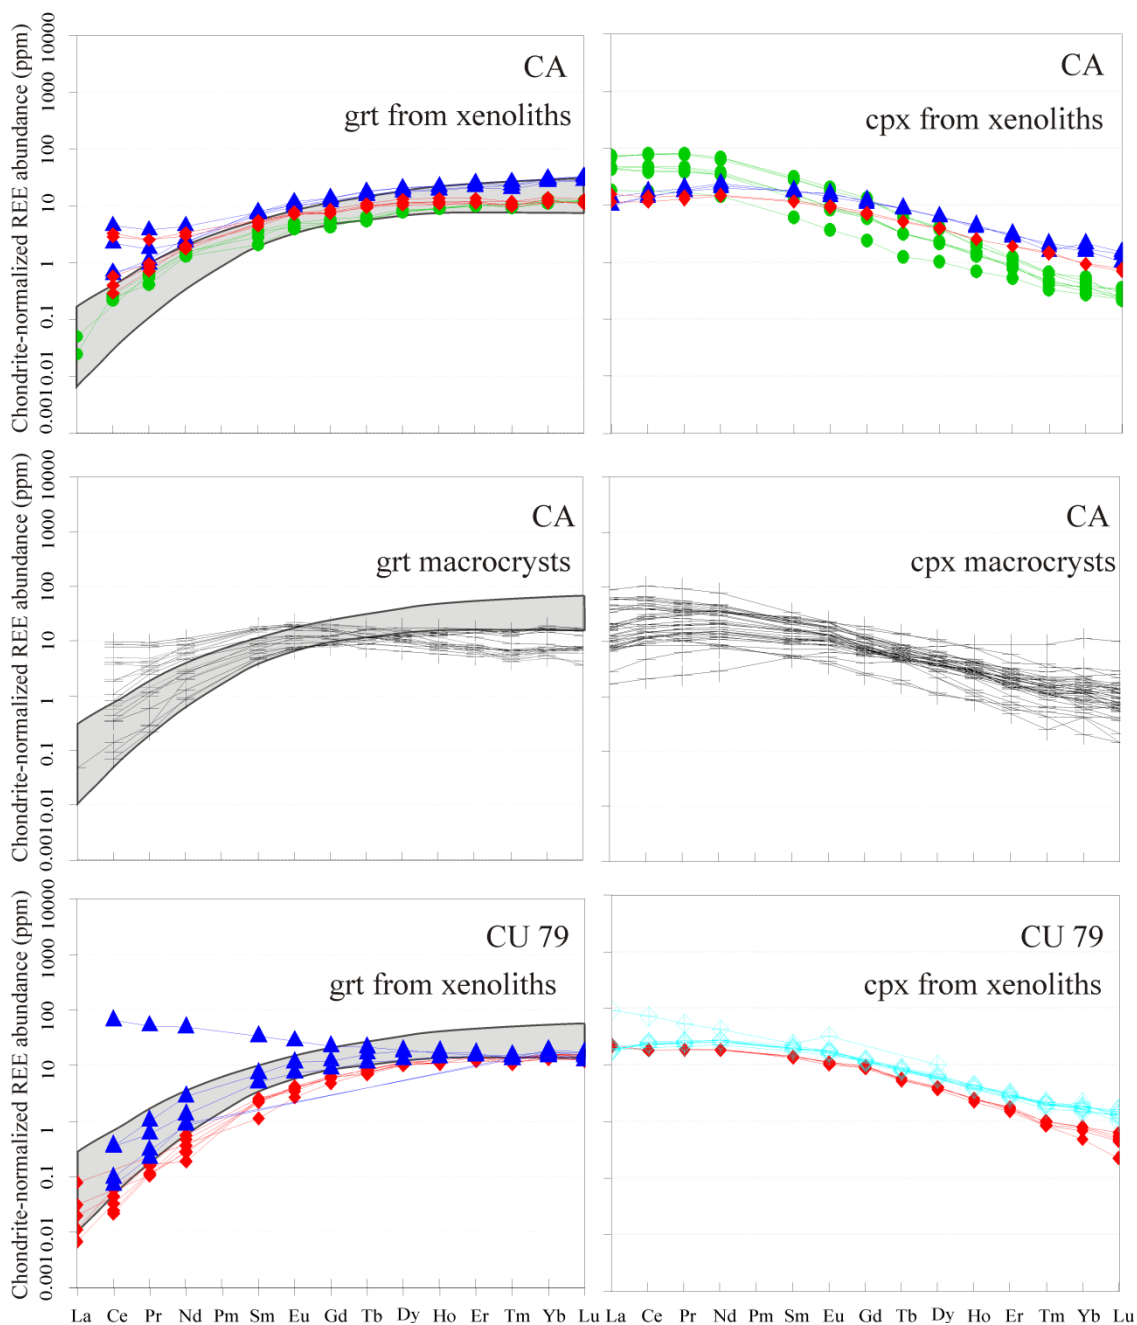 Chondrite-normalized REE abundance (ppm)
10000
1000
100
10
1
0.1
0.01
0.001
CA
grt from xenoliths
CA
cpx from xenoliths
Chondrite-normalized REE abundance (ppm)
10000
1000
100
10
1
0.1
0.01
0.001
CA
grt macrocrysts
CA
cpx macrocrysts
Chondrite-normalized REE abundance (ppm)
10000
1000
100
10
1
0.1
0.01
0.001
CU 79
grt from xenoliths
CU 79
cpx from xenoliths
La Ce Pr Nd Pm Sm Eu Gd Tb Dy Ho Er Tm Yb Lu
La Ce Pr Nd Pm Sm Eu Gd Tb Dy Ho Er Tm Yb Lu